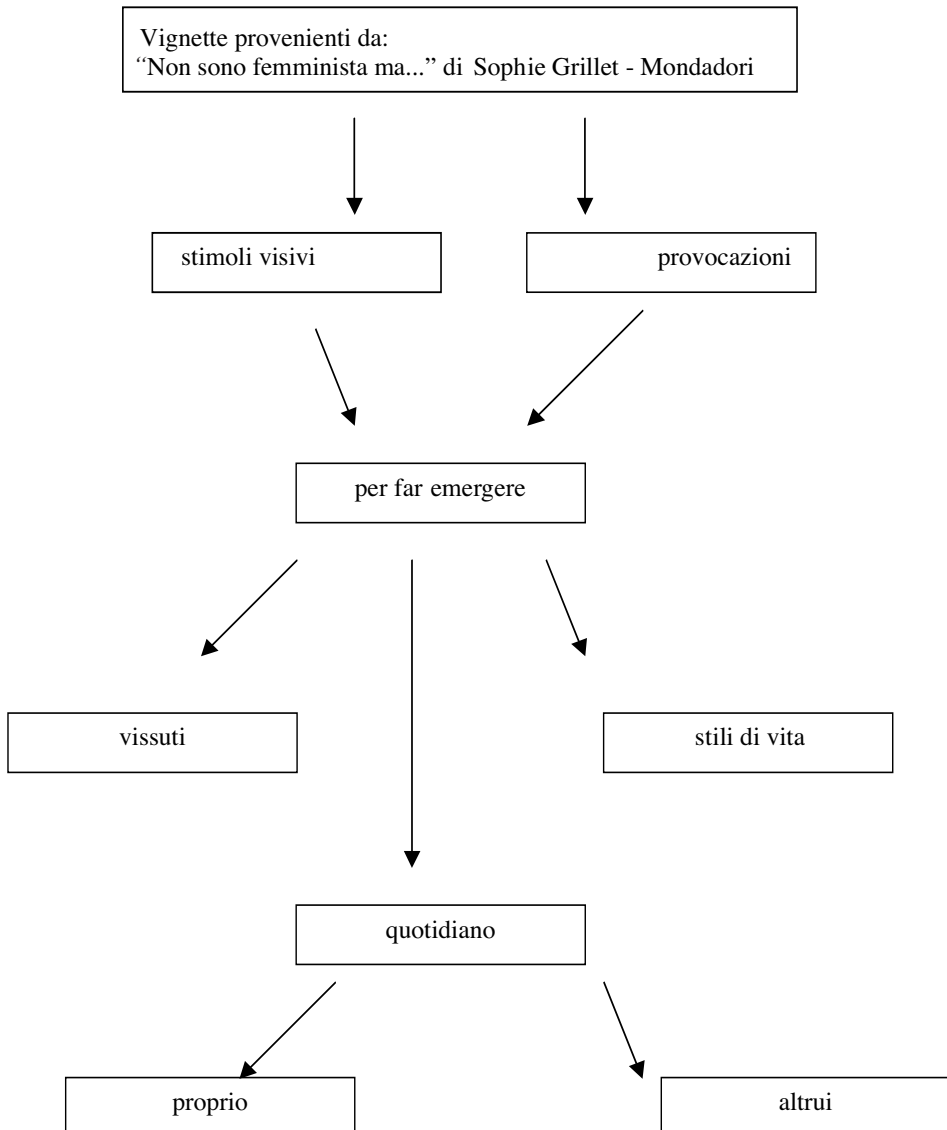 Vignette provenienti da:
“Non sono femminista ma...” di Sophie Grillet - Mondadori
stimoli visivi
provocazioni
per far emergere
vissuti
stili di vita
quotidiano
proprio
altrui